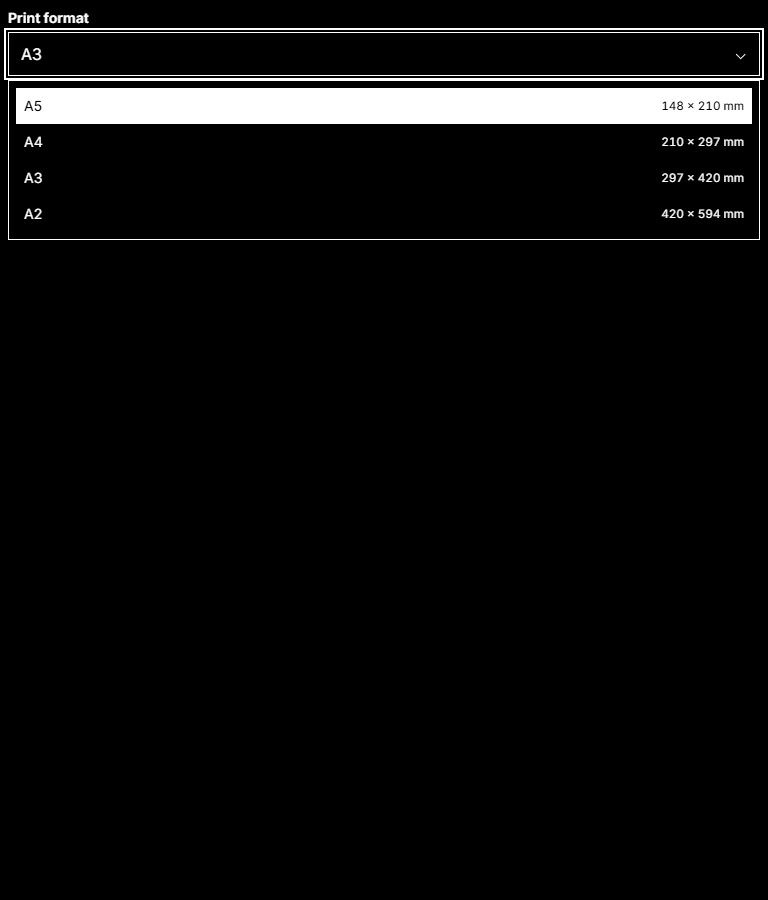 Print format
A3
A5 148 × 210 mm
A4 210 × 297 mm
A3 297 × 420 mm
A2 420 × 594 mm